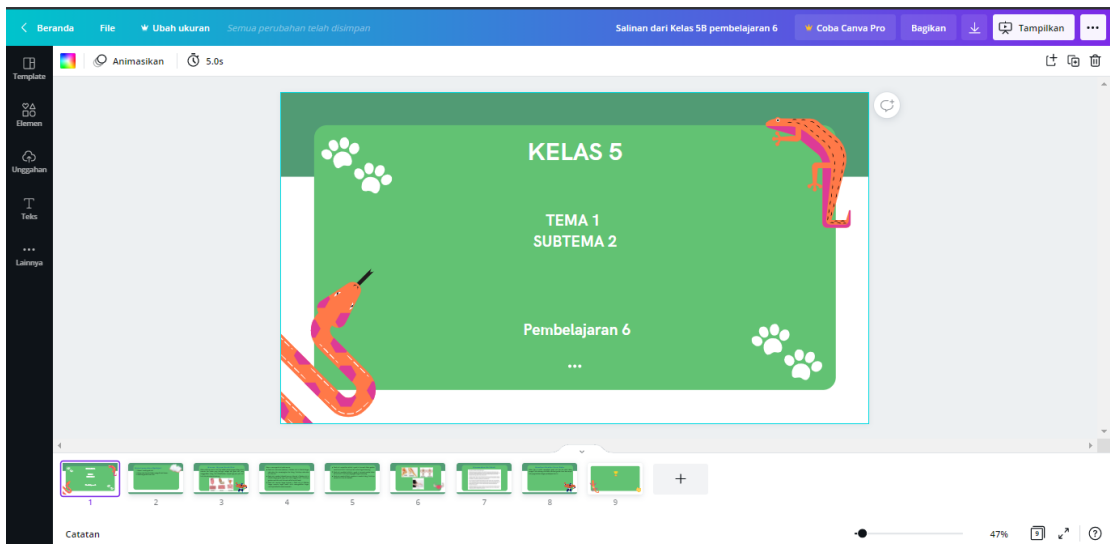 Beranda File Ubah ukuran Semua perubahan telah disimpan Salinan dari Kelas 5B pembelajaran 6 Coba Canva Pro Bagikan Tampilkan
Template
Animasikan 5.0s
Elemen
Unggahan
Teks
Lainnya
KELAS 5
TEMA 1
SUBTEMA 2
Pembelajaran 6
...
1 2 3 4 5 6 7 8 9
Catatan 47% 9